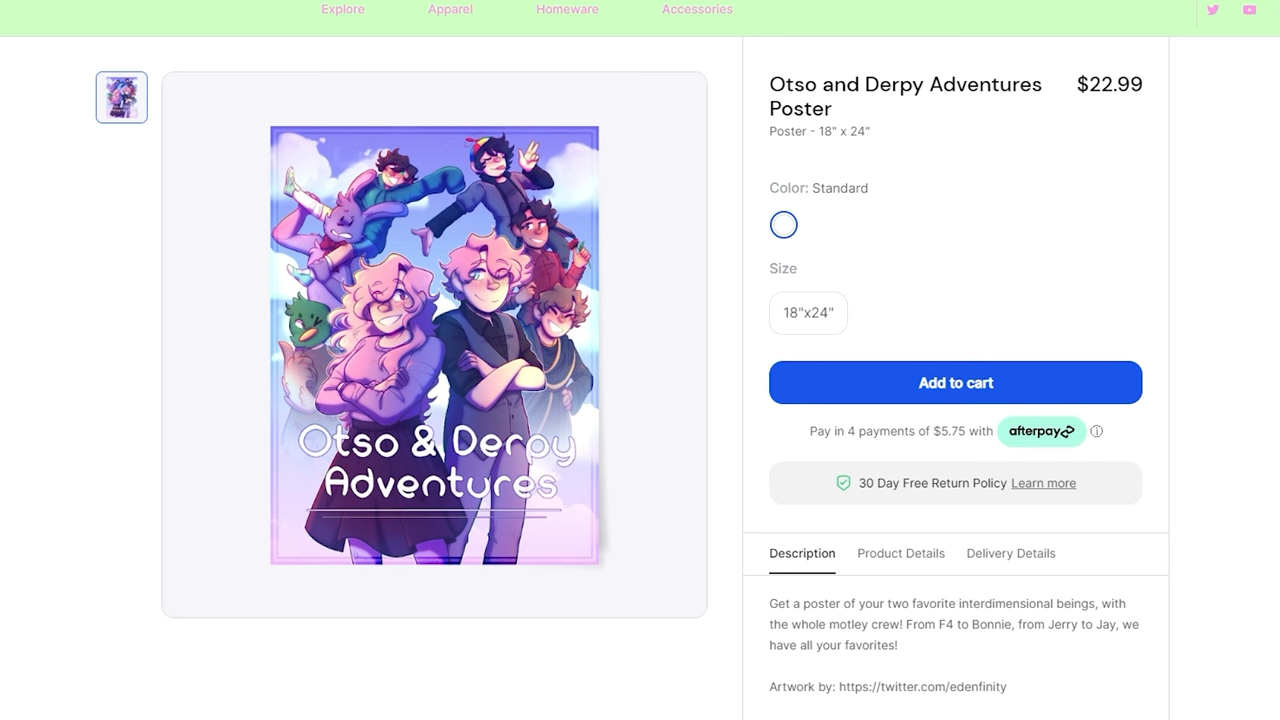 Explore Apparel Homeware Accessories
Otso and Derpy Adventures $22.99
Poster
Poster - 18" x 24"
Color: Standard
Size
18"x24"
Add to cart
Pay in 4 payments of $5.75 with afterpay
30 Day Free Return Policy Learn more
Description Product Details Delivery Details
Get a poster of your two favorite interdimensional beings, with
the whole motley crew! From F4 to Bonnie, from Jerry to Jay, we
have all your favorites!
Artwork by: https://twitter.com/edenfinity
Otso & Derpy
Adventures